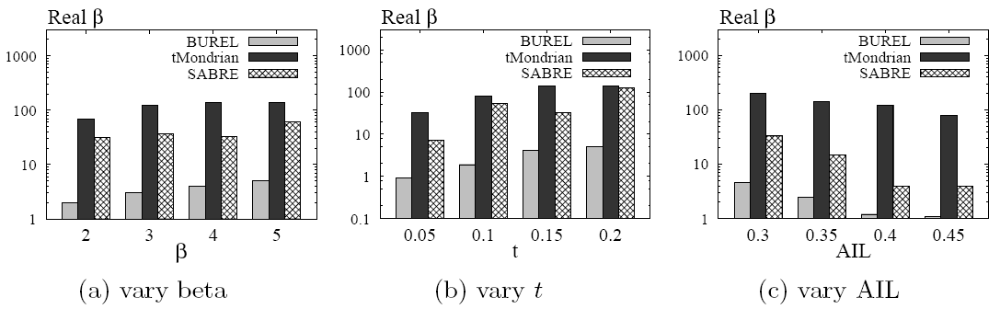 Real β
BUREL
tMondrian
SABRE
1000
100
10
1
2 3 4 5
β
(a) vary beta
Real β
BUREL
tMondrian
SABRE
1000
100
10
1
0.1
0.05 0.1 0.15 0.2
t
(b) vary t
Real β
BUREL
tMondrian
SABRE
1000
100
10
1
0.3 0.35 0.4 0.45
AIL
(c) vary AIL